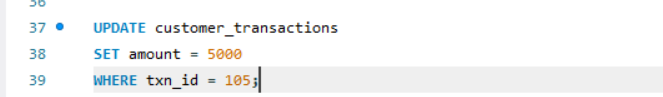 36
37 UPDATE customer_transactions
38 SET amount = 5000
39 WHERE txn_id = 105;